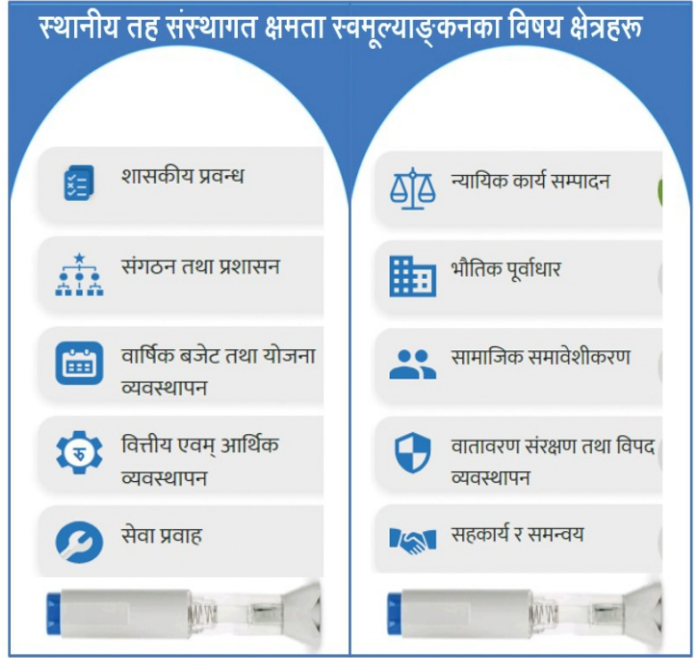 स्थानीय तह संस्थागत क्षमता स्वमूल्याङ्कनका विषय क्षेत्रहरू
शासकीय प्रवन्ध
संगठन तथा प्रशासन
वार्षिक बजेट तथा योजना
व्यवस्थापन
रु
वित्तीय एवम् आर्थिक
व्यवस्थापन
सेवा प्रवाह
न्यायिक कार्य सम्पादन
भौतिक पूर्वाधार
सामाजिक समावेशीकरण
वातावरण संरक्षण तथा विपद
व्यवस्थापन
सहकार्य र समन्वय